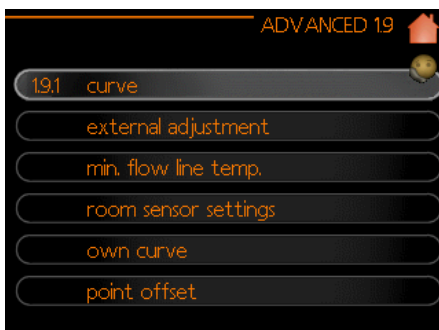 ADVANCED 1.9
1.9.1 curve
external adjustment
min. flow line temp.
room sensor settings
own curve
point offset